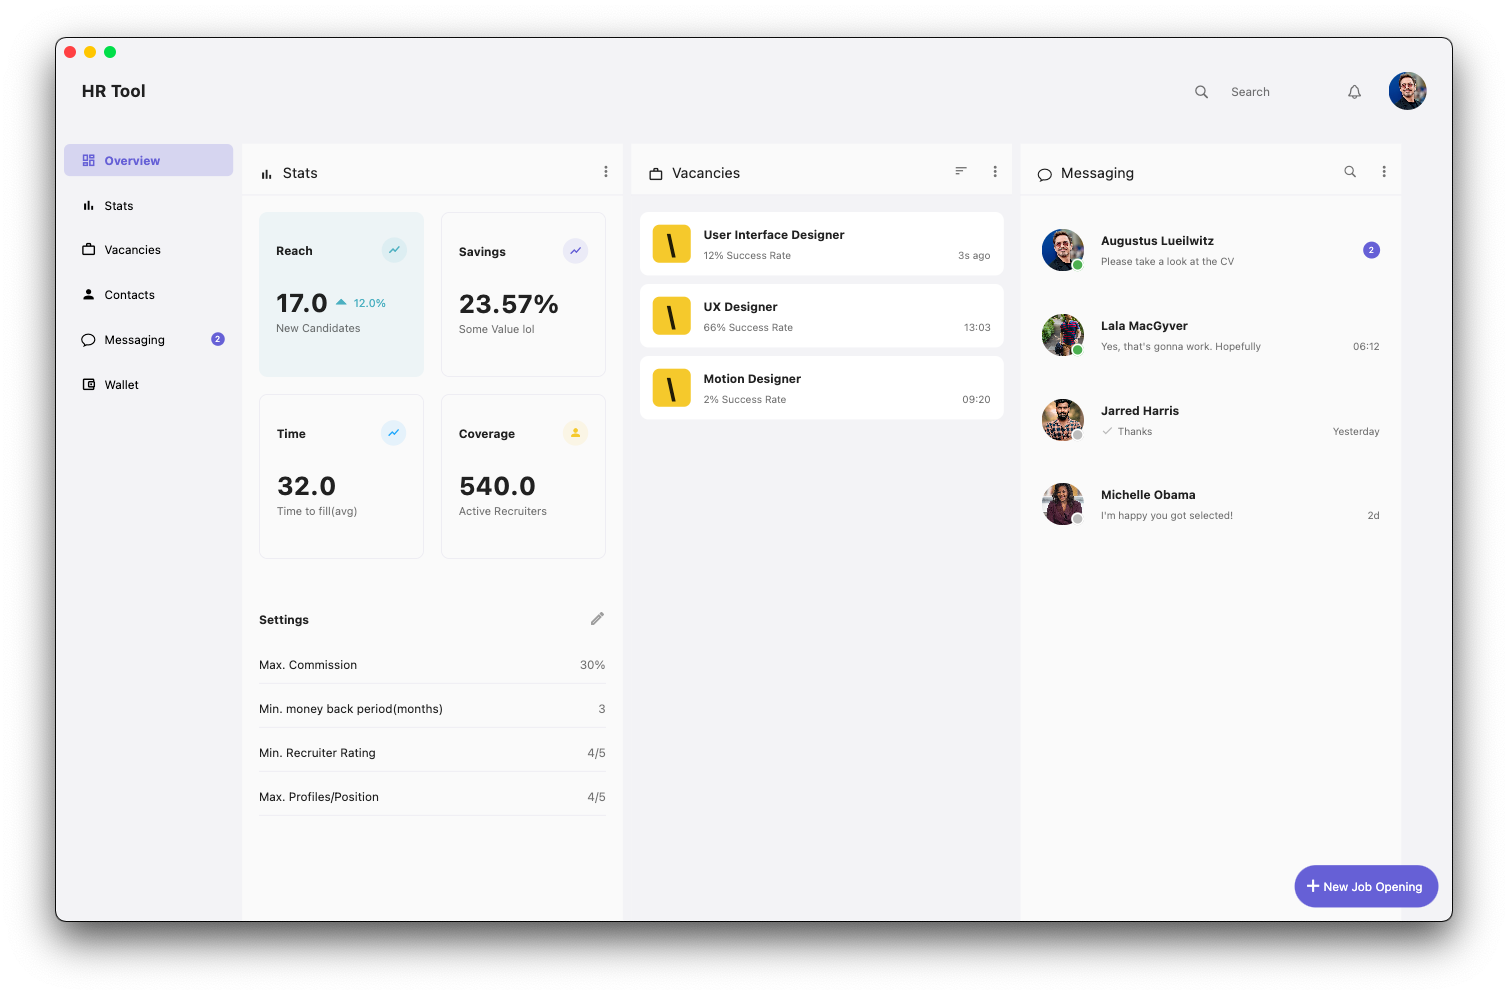 HR Tool
Search
Overview
Stats
Vacancies
Contacts
Messaging 2
Wallet
Stats
Reach
17.0 12.0%
New Candidates
Savings
23.57%
Some Value lol
Time
32.0
Time to fill(avg)
Coverage
540.0
Active Recruiters
Settings
Max. Commission 30%
Min. money back period(months) 3
Min. Recruiter Rating 4/5
Max. Profiles/Position 4/5
Vacancies
\
User Interface Designer
12% Success Rate 3s ago
\
UX Designer
66% Success Rate 13:03
\
Motion Designer
2% Success Rate 09:20
Messaging
Augustus Lueilwitz 2
Please take a look at the CV
Lala MacGyver
Yes, that's gonna work. Hopefully 06:12
Jarred Harris
Thanks Yesterday
Michelle Obama
I'm happy you got selected! 2d
New Job Opening